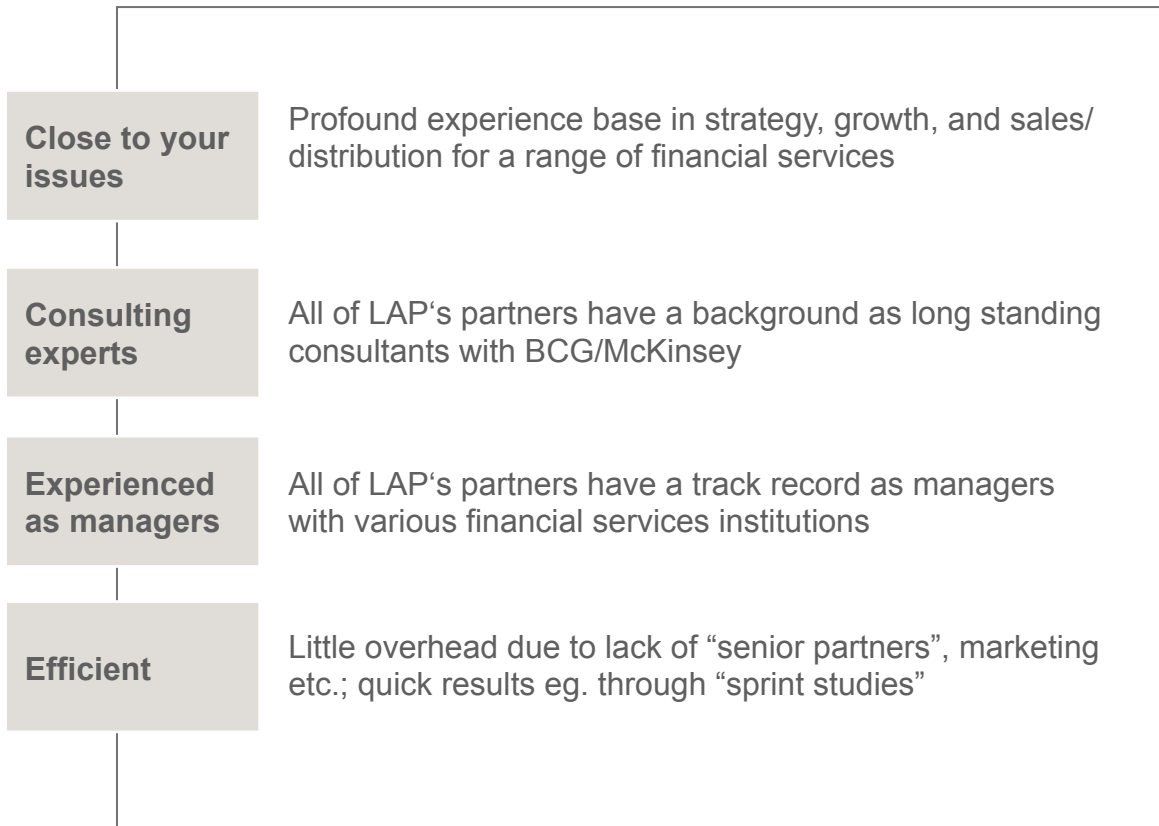 Close to your
issues
Profound experience base in strategy, growth, and sales/
distribution for a range of financial services
Consulting
experts
All of LAP‘s partners have a background as long standing
consultants with BCG/McKinsey
Experienced
as managers
All of LAP‘s partners have a track record as managers
with various financial services institutions
Efficient
Little overhead due to lack of “senior partners”, marketing
etc.; quick results eg. through “sprint studies”